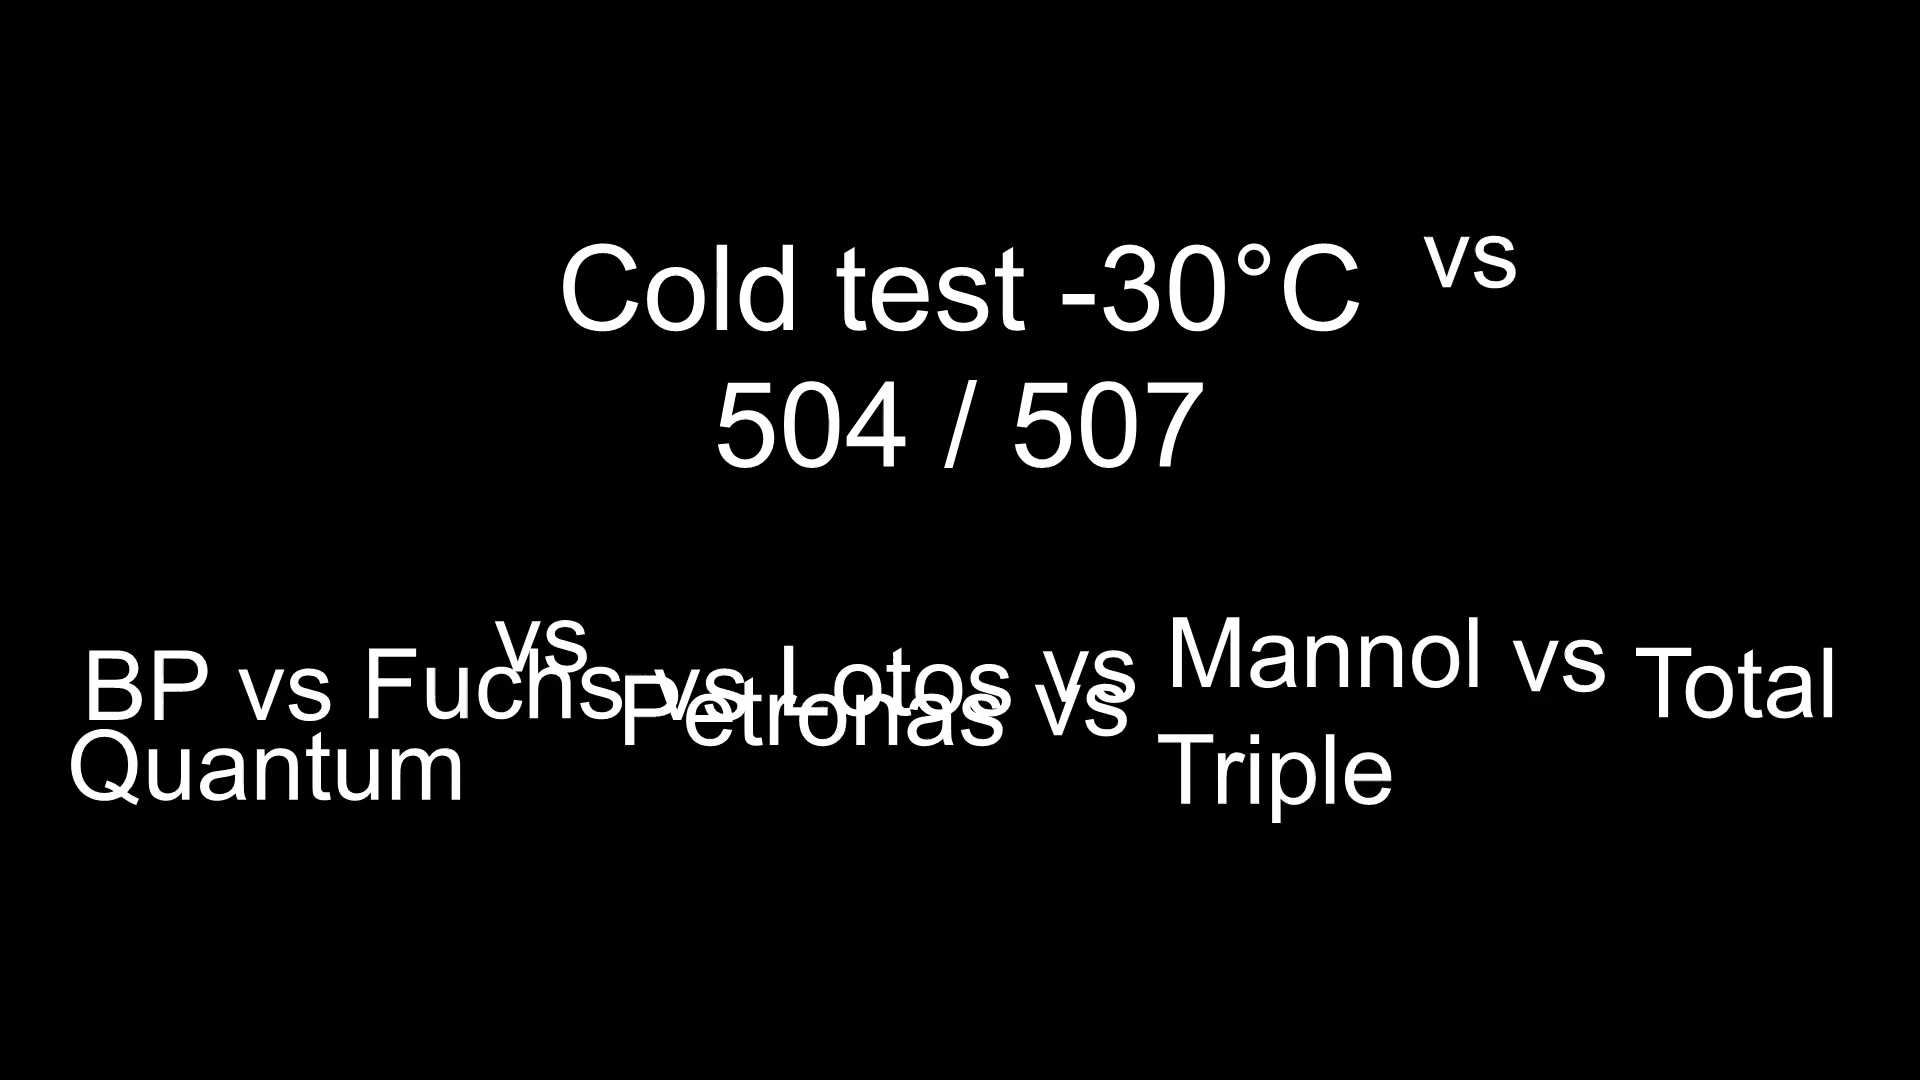 Cold test -30°C vs
504 / 507
vs
BP vs Fuchs vs Lotos vs Mannol vs Total
Petronas vs
Quantum
Triple